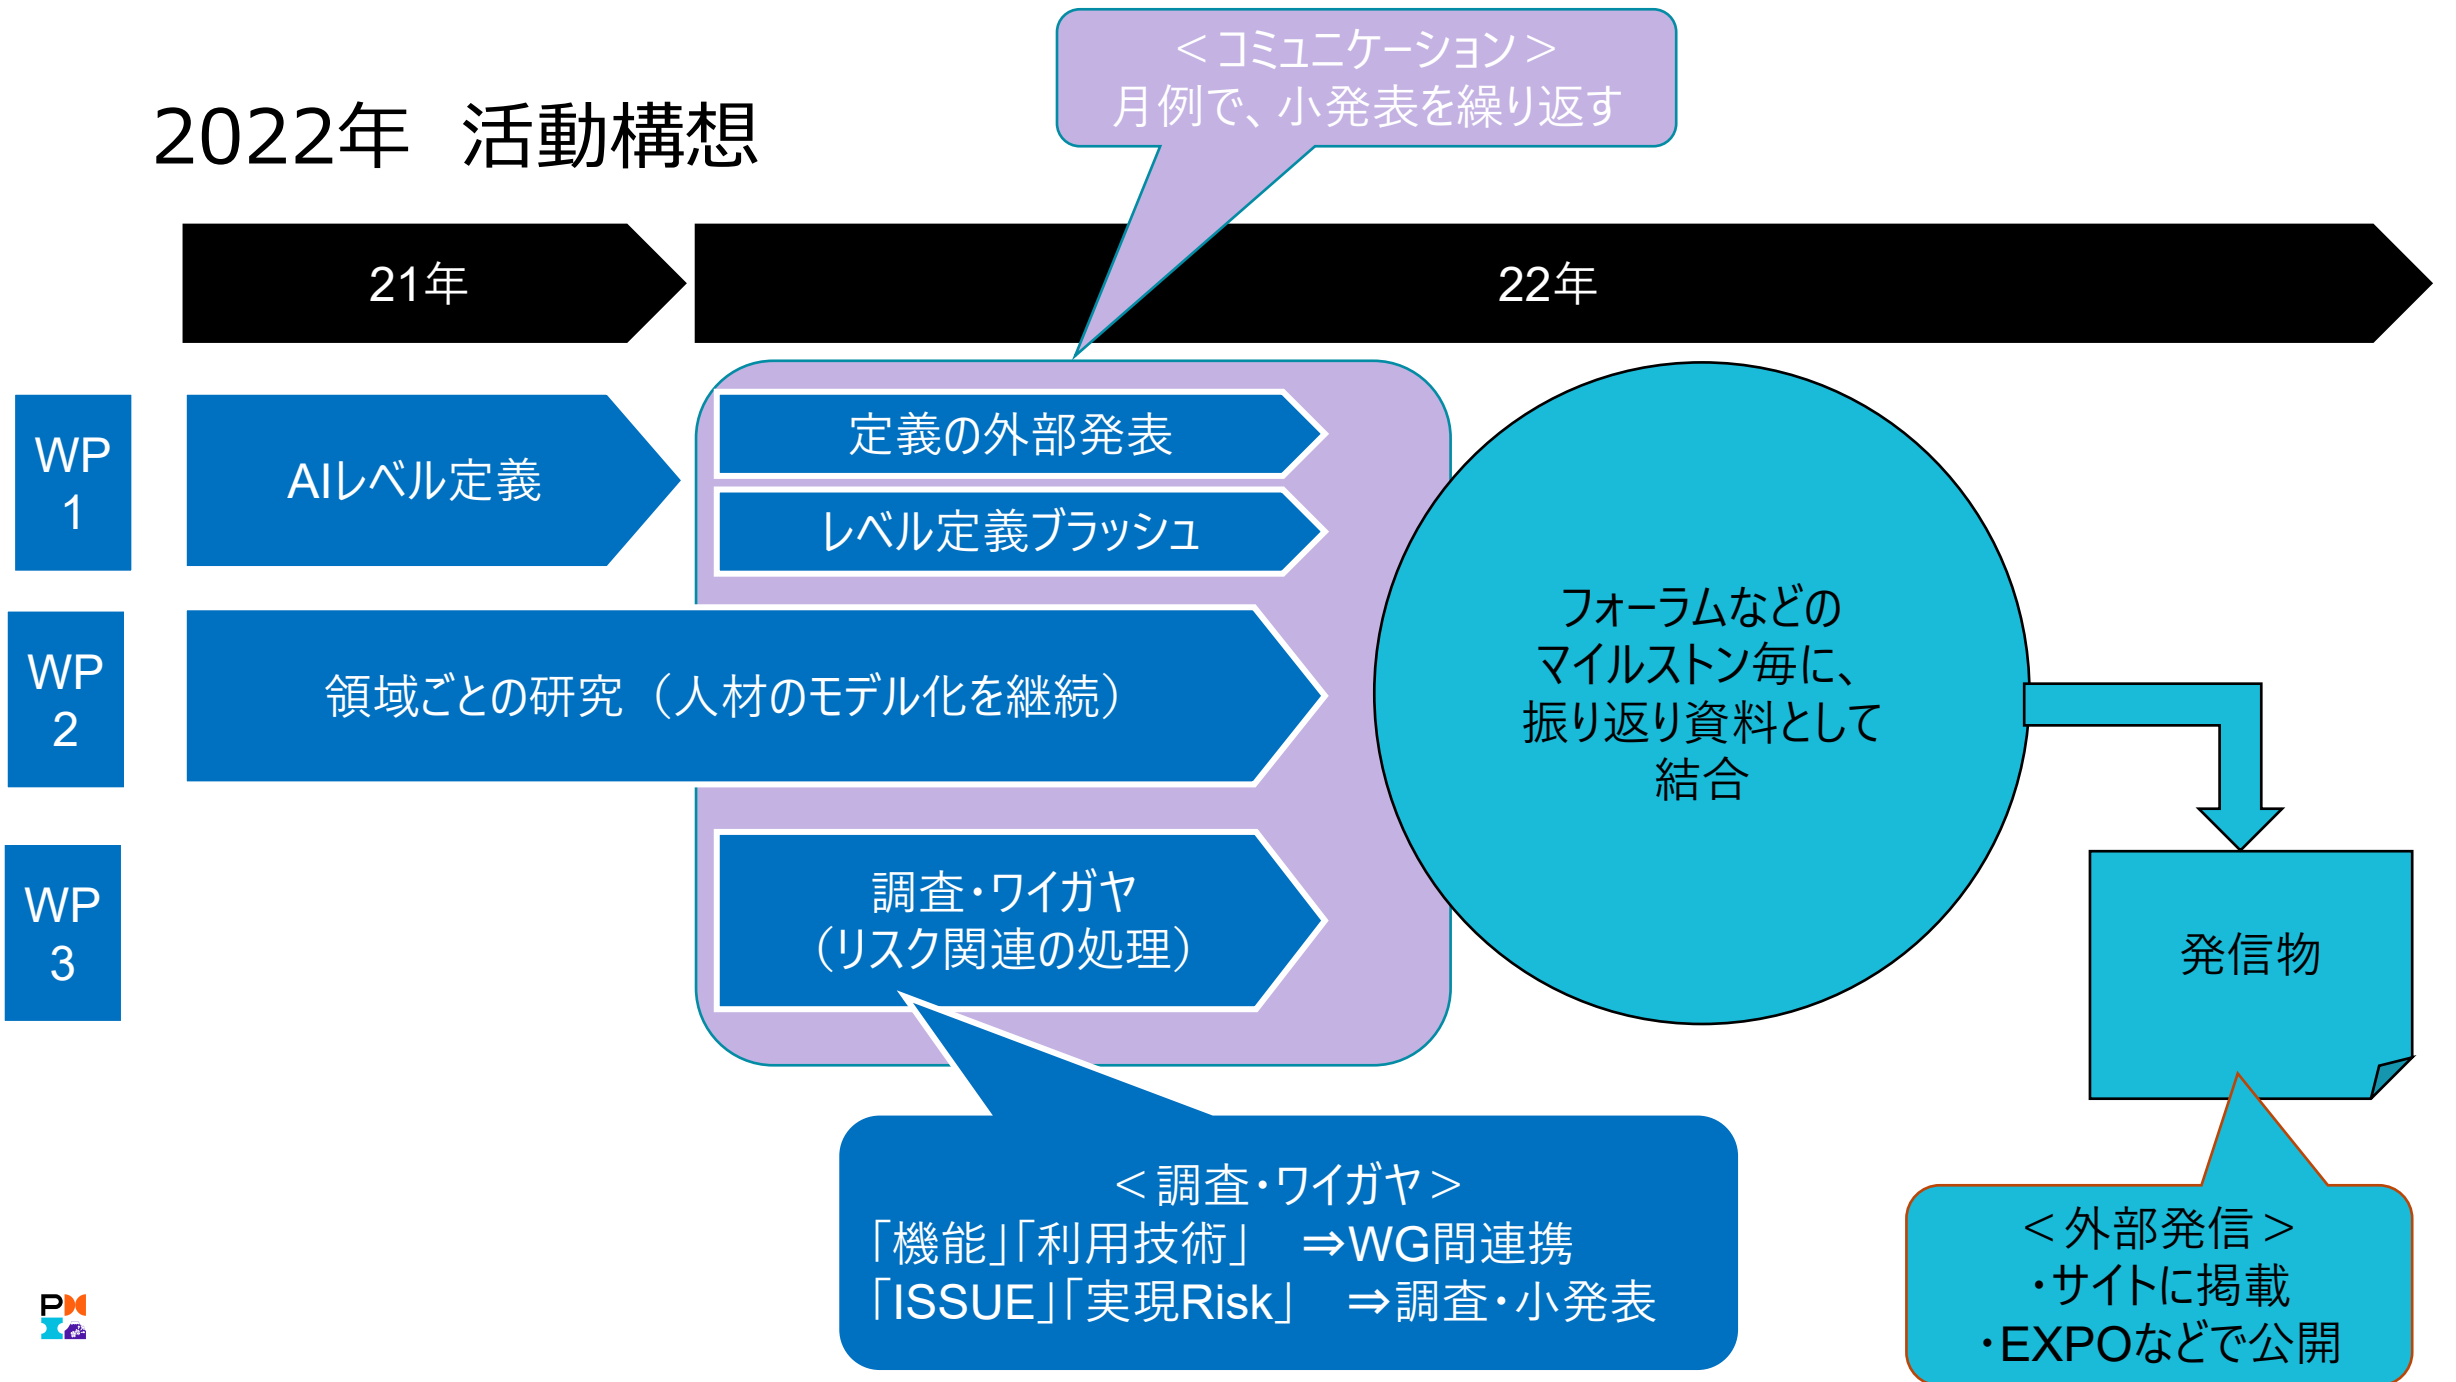 ＜コミュニケーション＞
月例で、小発表を繰り返す
2022年　活動構想
21年
22年
WP
1
AIレベル定義
定義の外部発表
レベル定義ブラッシュ
WP
2
領域ごとの研究（人材のモデル化を継続）
WP
3
調査・ワイガヤ
（リスク関連の処理）
フォーラムなどの
マイルストン毎に、
振り返り資料として
結合
発信物
＜調査・ワイガヤ＞
「機能」「利用技術」　⇒WG間連携
「ISSUE」「実現Risk」　⇒調査・小発表
＜外部発信＞
・サイトに掲載
・EXPOなどで公開
P